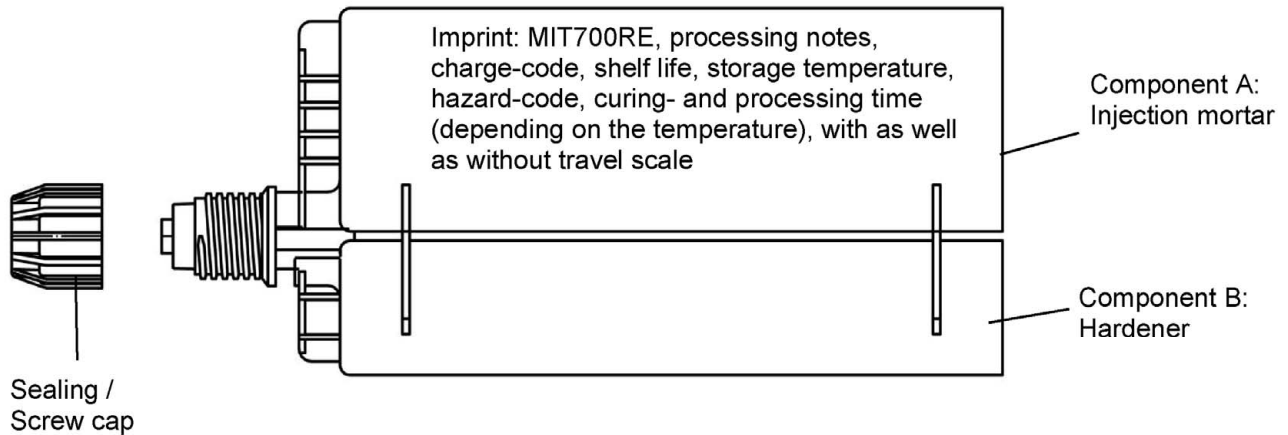 Imprint: MIT700RE, processing notes,
charge-code, shelf life, storage temperature,
hazard-code, curing- and processing time
(depending on the temperature), with as well
as without travel scale
Component A:
Injection mortar
Component B:
Hardener
Sealing /
Screw cap